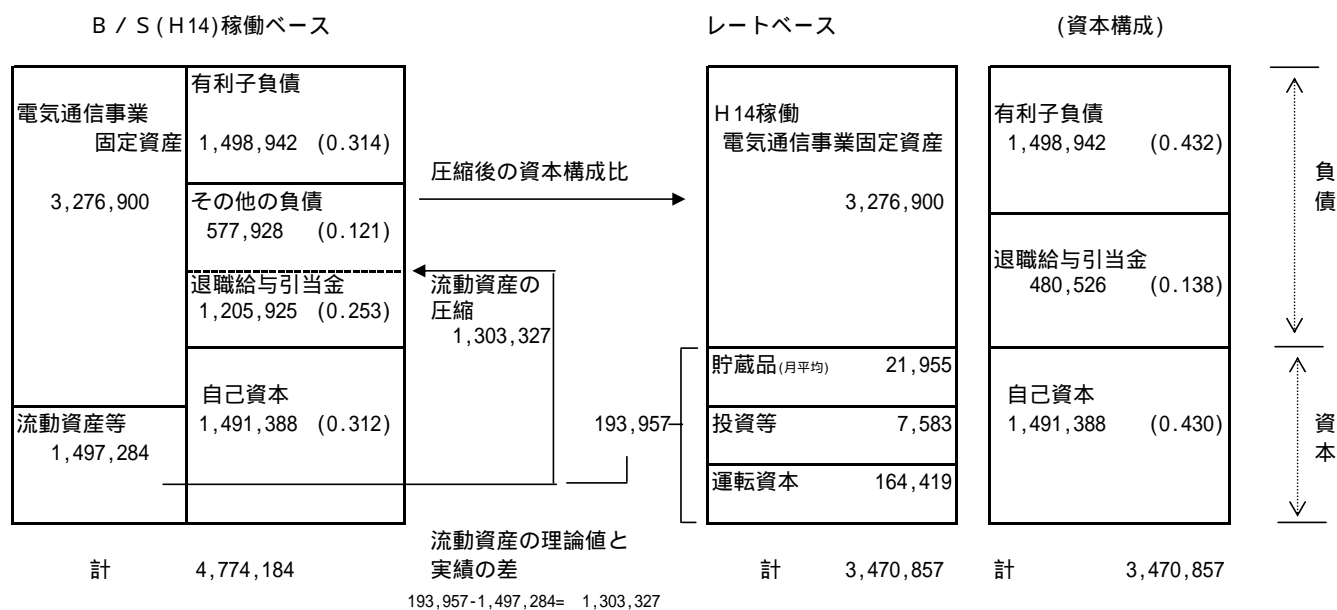 B / S (H14)稼働ベース
レートベース
(資本構成)
電気通信事業
固定資産
3,276,900
流動資産等
1,497,284
有利子負債
1,498,942 (0.314)
その他の負債
577,928 (0.121)
退職給与引当金
1,205,925 (0.253)
自己資本
1,491,388 (0.312)
計 4,774,184
圧縮後の資本構成比
流動資産の
圧縮
1,303,327
193,957
流動資産の理論値と
実績の差
193,957-1,497,284= 1,303,327
H14稼働
電気通信事業固定資産
3,276,900
貯蔵品(月平均) 21,955
投資等 7,583
運転資本 164,419
計 3,470,857
有利子負債
1,498,942 (0.432)
退職給与引当金
480,526 (0.138)
自己資本
1,491,388 (0.430)
計 3,470,857
負債
資本